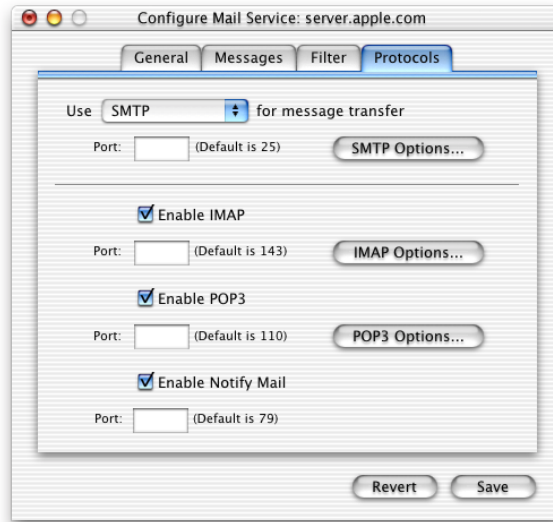 Configure Mail Service: server.apple.com
General Messages Filter Protocols
Use SMTP for message transfer
Port: (Default is 25) SMTP Options...
Enable IMAP
Port: (Default is 143) IMAP Options...
Enable POP3
Port: (Default is 110) POP3 Options...
Enable Notify Mail
Port: (Default is 79)
Revert Save